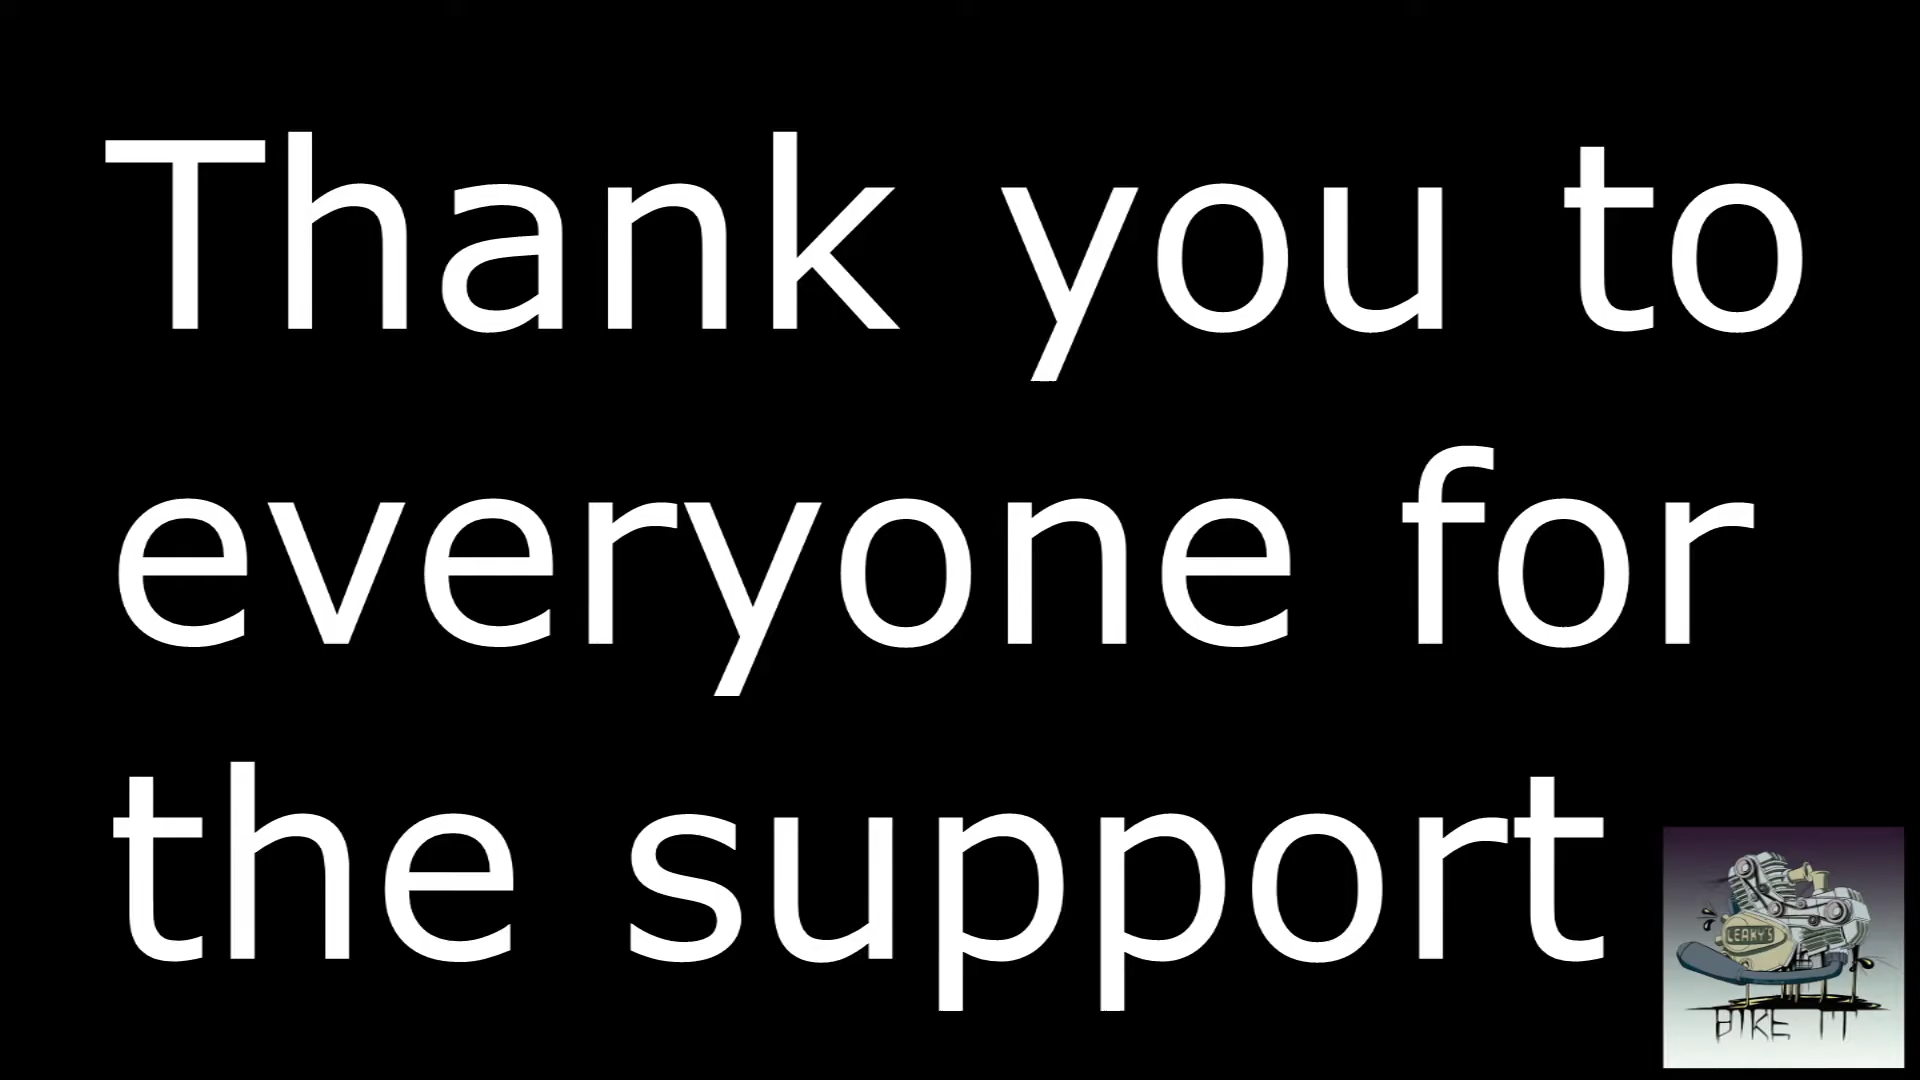 Thank you to
everyone for
the support
LEAKY'S
BIKE IT